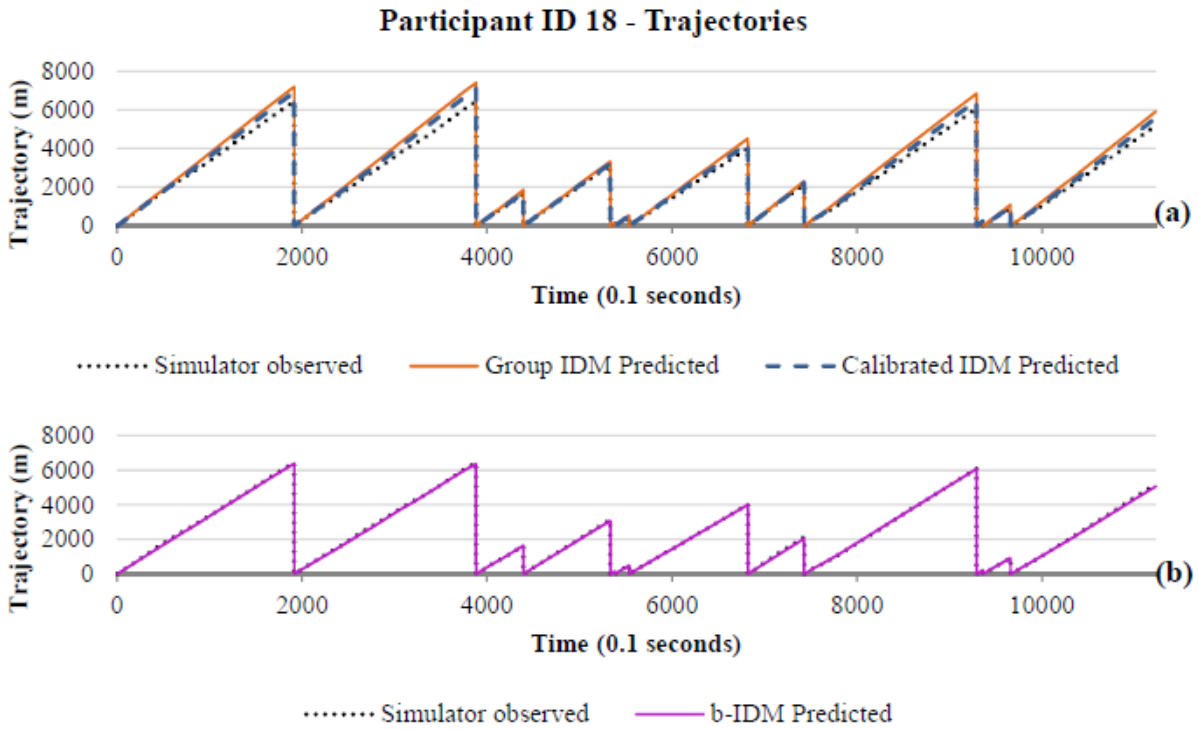 Participant ID 18 - Trajectories
8000
6000
4000
2000
0
Trajectory (m)
(a)
0 2000 4000 6000 8000 10000
Time (0.1 seconds)
Simulator observed Group IDM Predicted Calibrated IDM Predicted
8000
6000
4000
2000
0
Trajectory (m)
(b)
0 2000 4000 6000 8000 10000
Time (0.1 seconds)
Simulator observed b-IDM Predicted